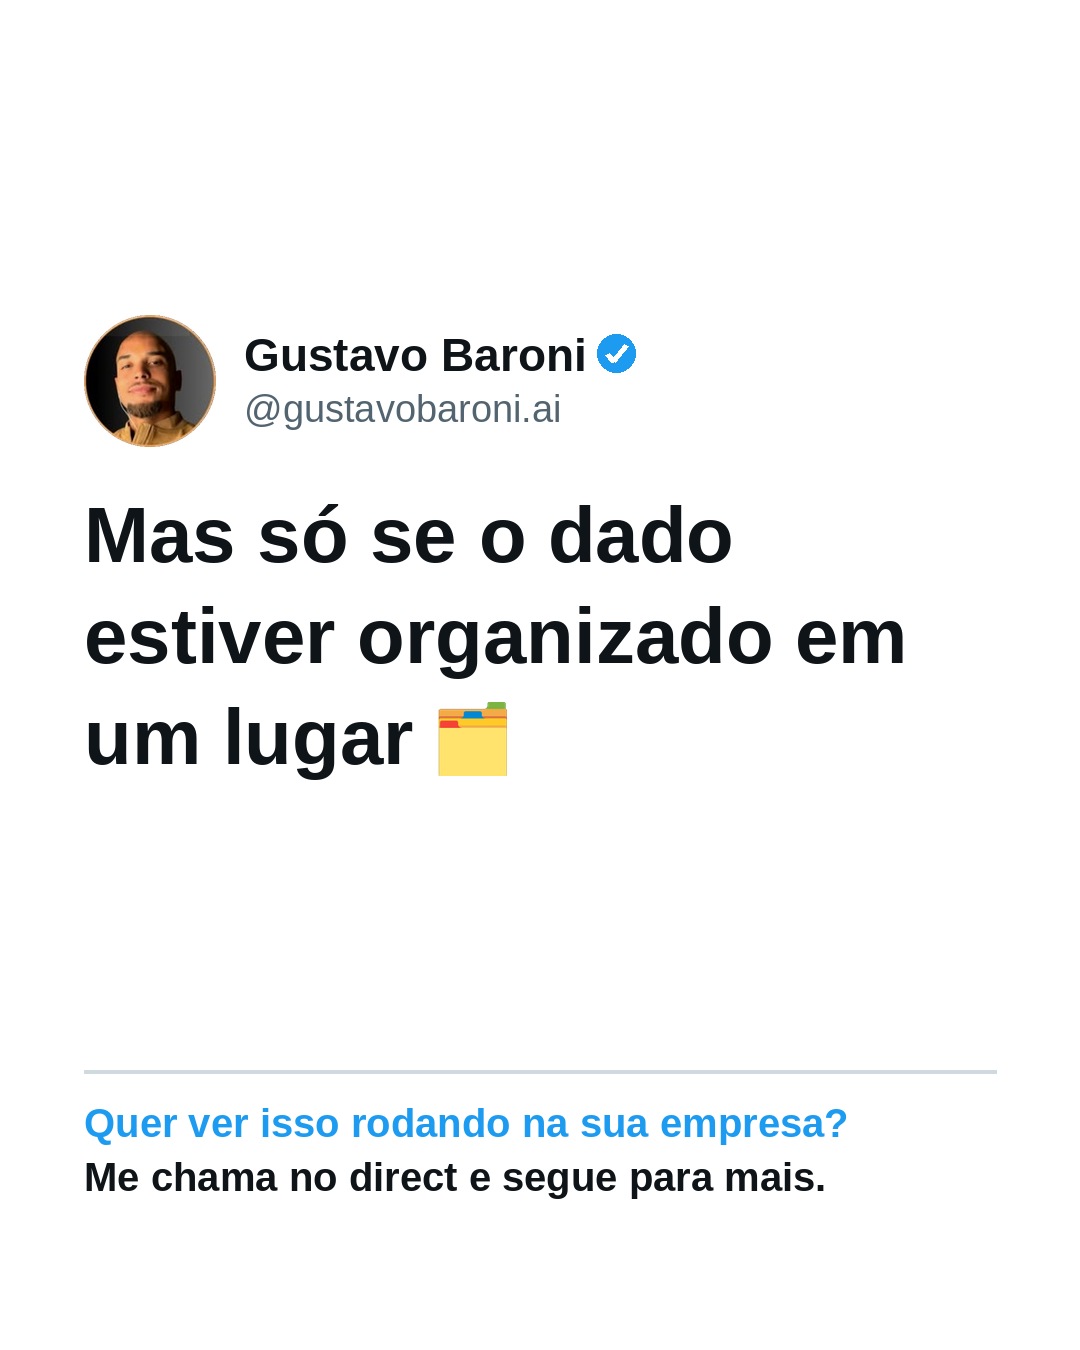 Gustavo Baroni
@gustavobaroni.ai
Mas só se o dado
estiver organizado em
um lugar 🗂️
Quer ver isso rodando na sua empresa?
Me chama no direct e segue para mais.